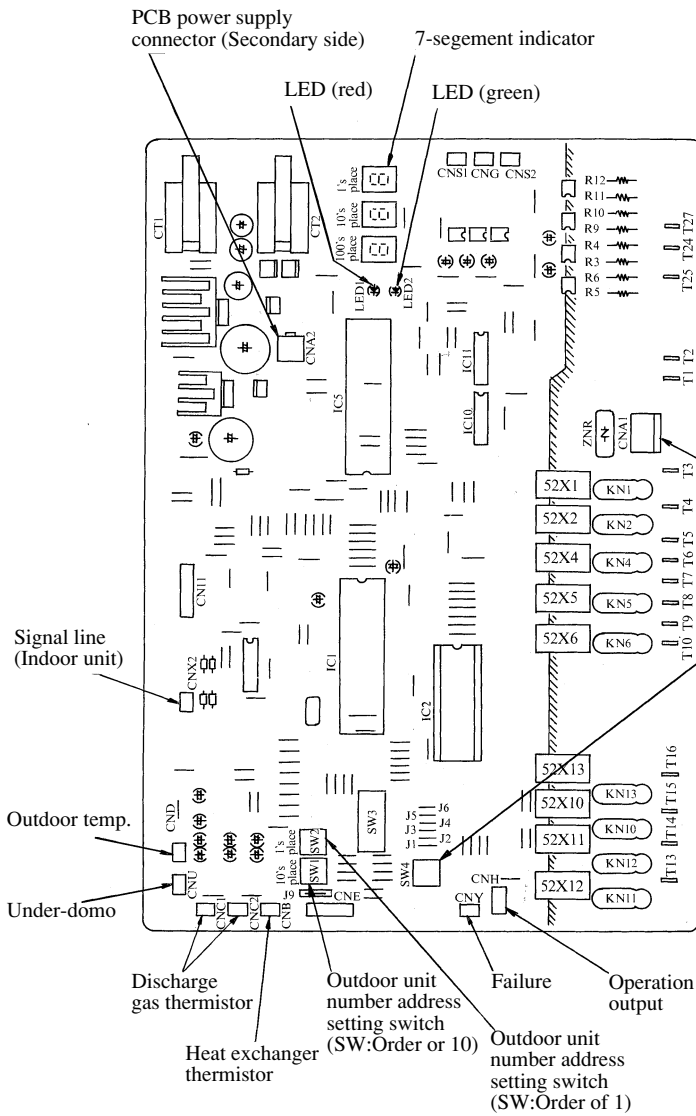 PCB power supply
connector (Secondary side)
7-segement indicator
LED (red)
LED (green)
CT1
CT2
1's
place
10's
place
100's
place
CNS1
CNG
CNS2
R12
R11
R10
R9
R4
R3
R6
R5
T27
T24
T25
LED1
LED2
CNA2
IC5
IC11
IC10
T2
T1
ZNR
CNA1
T3
52X1
KN1
T4
52X2
KN2
T5
52X4
KN4
T6
T7
52X5
KN5
T8
T9
52X6
KN6
T10
CN11
Signal line
(Indoor unit)
CNX2
IC1
IC2
52X13
KN13
T16
T15
52X10
KN10
T14
52X11
KN12
T13
52X12
KN11
Outdoor temp.
CND
Under-domo
CNU
1's
place
SW2
10's
place
SW1
SW3
J6
J5
J4
J3
J2
J1
SW4
J9
CNE
CNC1
CNC2
CNB
CNH
CNY
Discharge
gas thermistor
Heat exchanger
thermistor
Outdoor unit
number address
setting switch
(SW:Order or 10)
Failure
Operation
output
Outdoor unit
number address
setting switch
(SW:Order of 1)